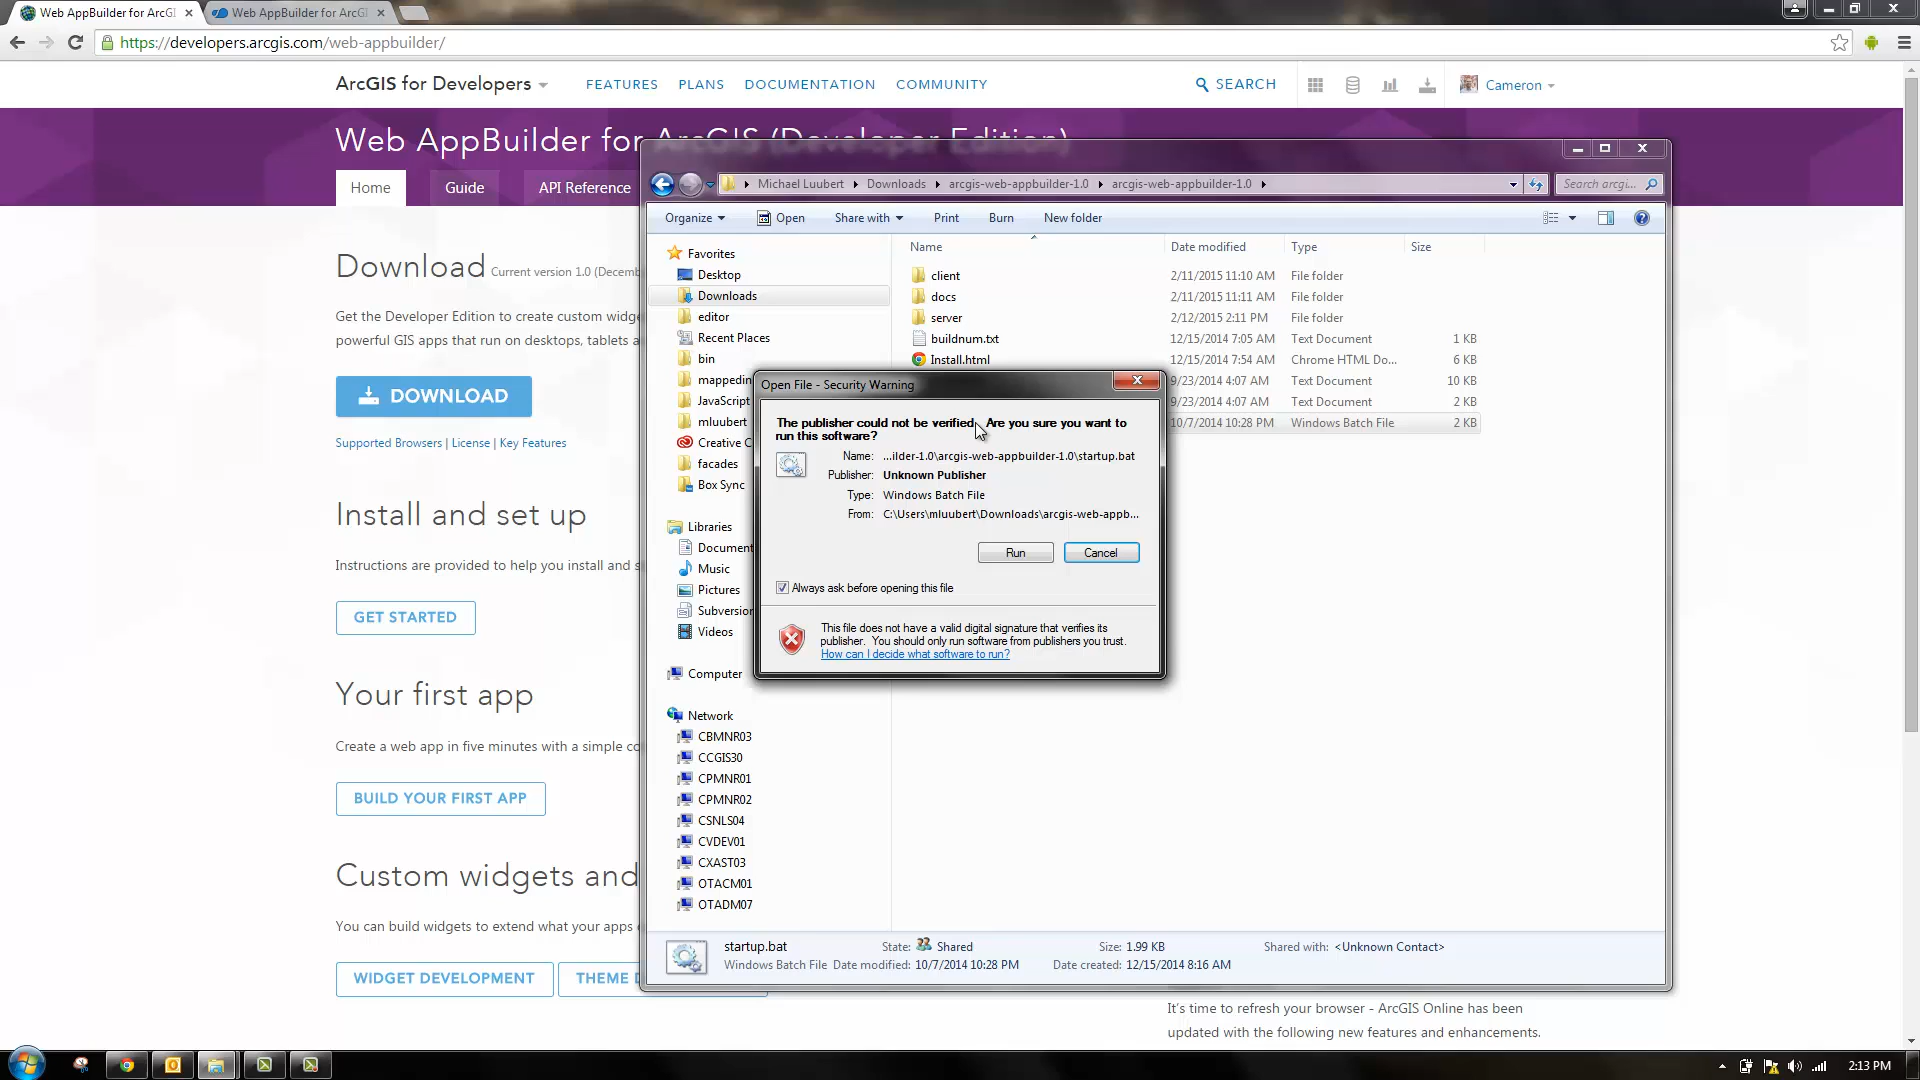 Web AppBuilder for ArcGI
Web AppBuilder for ArcGI
https://developers.arcgis.com/web-appbuilder/
ArcGIS for Developers
FEATURES
PLANS
DOCUMENTATION
COMMUNITY
SEARCH
Cameron
Web AppBuilder for ArcGIS (Developer Edition)
Home
Guide
API Reference
Download Current version 1.0 (Decemb
Get the Developer Edition to create custom widge
powerful GIS apps that run on desktops, tablets a
DOWNLOAD
Supported Browsers | License | Key Features
Install and set up
Instructions are provided to help you install and s
GET STARTED
Your first app
Create a web app in five minutes with a simple co
BUILD YOUR FIRST APP
Custom widgets and
You can build widgets to extend what your apps
WIDGET DEVELOPMENT
THEME D
It's time to refresh your browser - ArcGIS Online has been
updated with the following new features and enhancements.
Michael Luubert
Downloads
arcgis-web-appbuilder-1.0
arcgis-web-appbuilder-1.0
Search arcgi...
Organize
Open
Share with
Print
Burn
New folder
Favorites
Desktop
Downloads
editor
Recent Places
bin
mappedin
JavaScript
mluubert
Creative C
facades
Box Sync
Libraries
Document
Music
Pictures
Subversion
Videos
Computer
Network
CBMNR03
CCGIS30
CPMNR01
CPMNR02
CSNLS04
CVDEV01
CXAST03
OTACM01
OTADM07
Name Date modified Type Size
client 2/11/2015 11:10 AM File folder
docs 2/11/2015 11:11 AM File folder
server 2/12/2015 2:11 PM File folder
buildnum.txt 12/15/2014 7:05 AM Text Document 1 KB
Install.html 12/15/2014 7:54 AM Chrome HTML Do... 6 KB
9/23/2014 4:07 AM Text Document 10 KB
9/23/2014 4:07 AM Text Document 2 KB
10/7/2014 10:28 PM Windows Batch File 2 KB
Open File - Security Warning
The publisher could not be verified. Are you sure you want to
run this software?
Name: ...ilder-1.0\arcgis-web-appbuilder-1.0\startup.bat
Publisher: Unknown Publisher
Type: Windows Batch File
From: C:\Users\mluubert\Downloads\arcgis-web-appb...
Run
Cancel
Always ask before opening this file
This file does not have a valid digital signature that verifies its
publisher. You should only run software from publishers you trust.
How can I decide what software to run?
startup.bat State: Shared Size: 1.99 KB Shared with: <Unknown Contact>
Windows Batch File Date modified: 10/7/2014 10:28 PM Date created: 12/15/2014 8:16 AM
2:13 PM